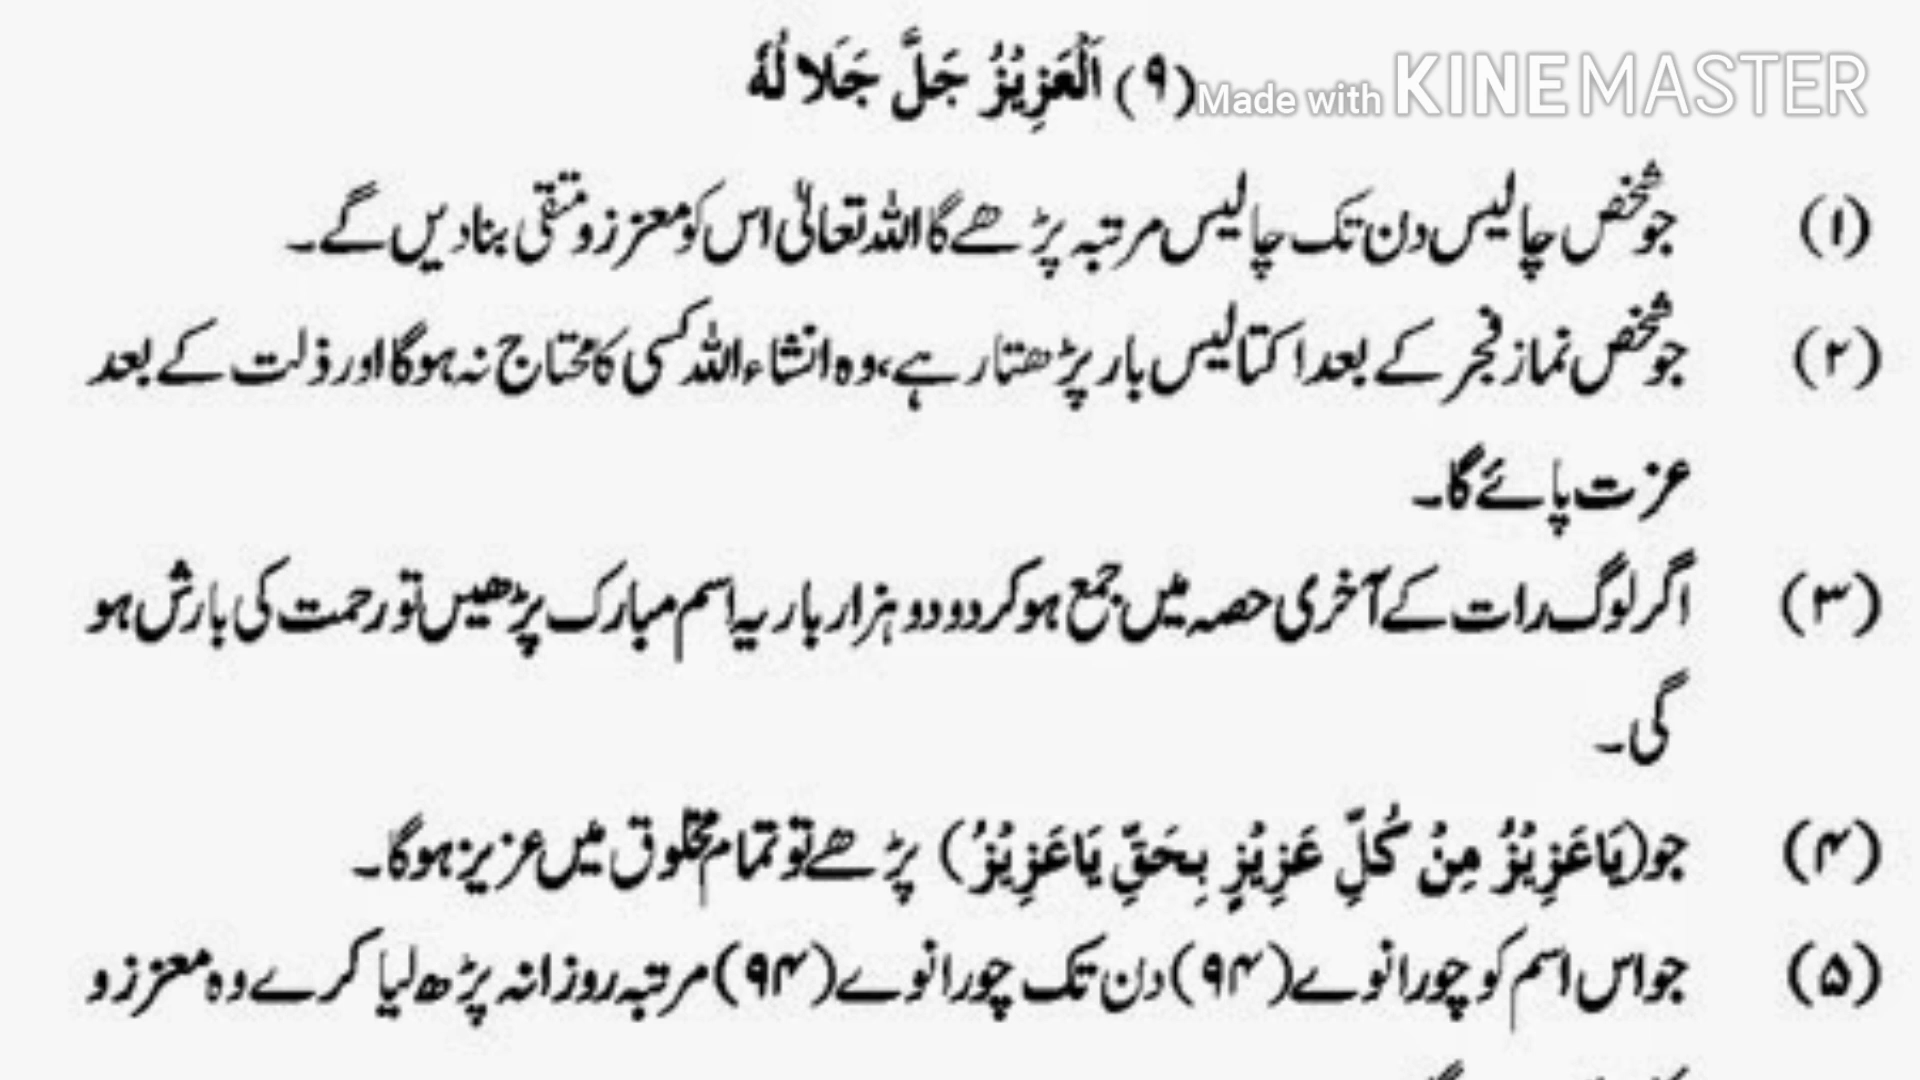 (۹) اَلْعَزِيْزُ جَلَّ جَلَالُهٗ
Made with KINEMASTER
(۱) جو شخص چالیس دن تک چالیس مرتبہ پڑھے گا اللہ تعالیٰ اس کو معزز و متقی بنا دیں گے۔
(۲) جو شخص نماز فجر کے بعد اکتالیس بار پڑھتا رہے، وہ انشاء اللہ کسی کا محتاج نہ ہوگا اور ذلت کے بعد
عزت پائے گا۔
(۳) اگر لوگ رات کے آخری حصہ میں جمع ہو کر دو دو ہزار بار یہ اسم مبارک پڑھیں تو رحمت کی بارش ہو
گی۔
(۴) جو (يَا عَزِيْزُ مِنْ كُلِّ عَزِيْزٍ بِحَقِّ يَا عَزِيْزُ) پڑھے تو تمام مخلوق میں عزیز ہوگا۔
(۵) جو اس اسم کو چورانوے (۹۴) دن تک چورانوے (۹۴) مرتبہ روزانہ پڑھ لیا کرے وہ معزز و